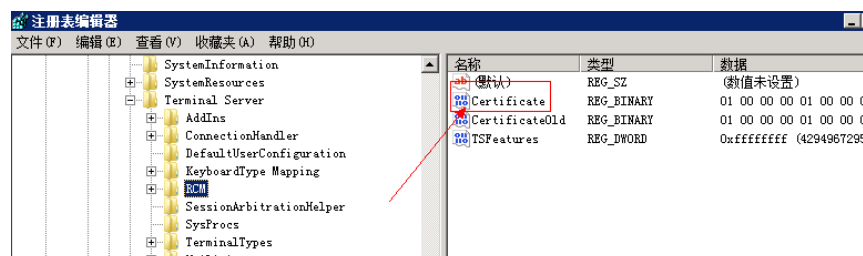 注册表编辑器
文件(F) 编辑(E) 查看(V) 收藏夹(A) 帮助(H)
SystemInformation
SystemResources
Terminal Server
AddIns
ConnectionHandler
DefaultUserConfiguration
KeyboardType Mapping
RCM
SessionArbitrationHelper
SysProcs
TerminalTypes
名称 类型 数据
(默认) REG_SZ (数值未设置)
Certificate REG_BINARY 01 00 00 00 01 00 00 0
CertificateOld REG_BINARY 01 00 00 00 01 00 00 0
TSFeatures REG_DWORD 0xffffffff (4294967295